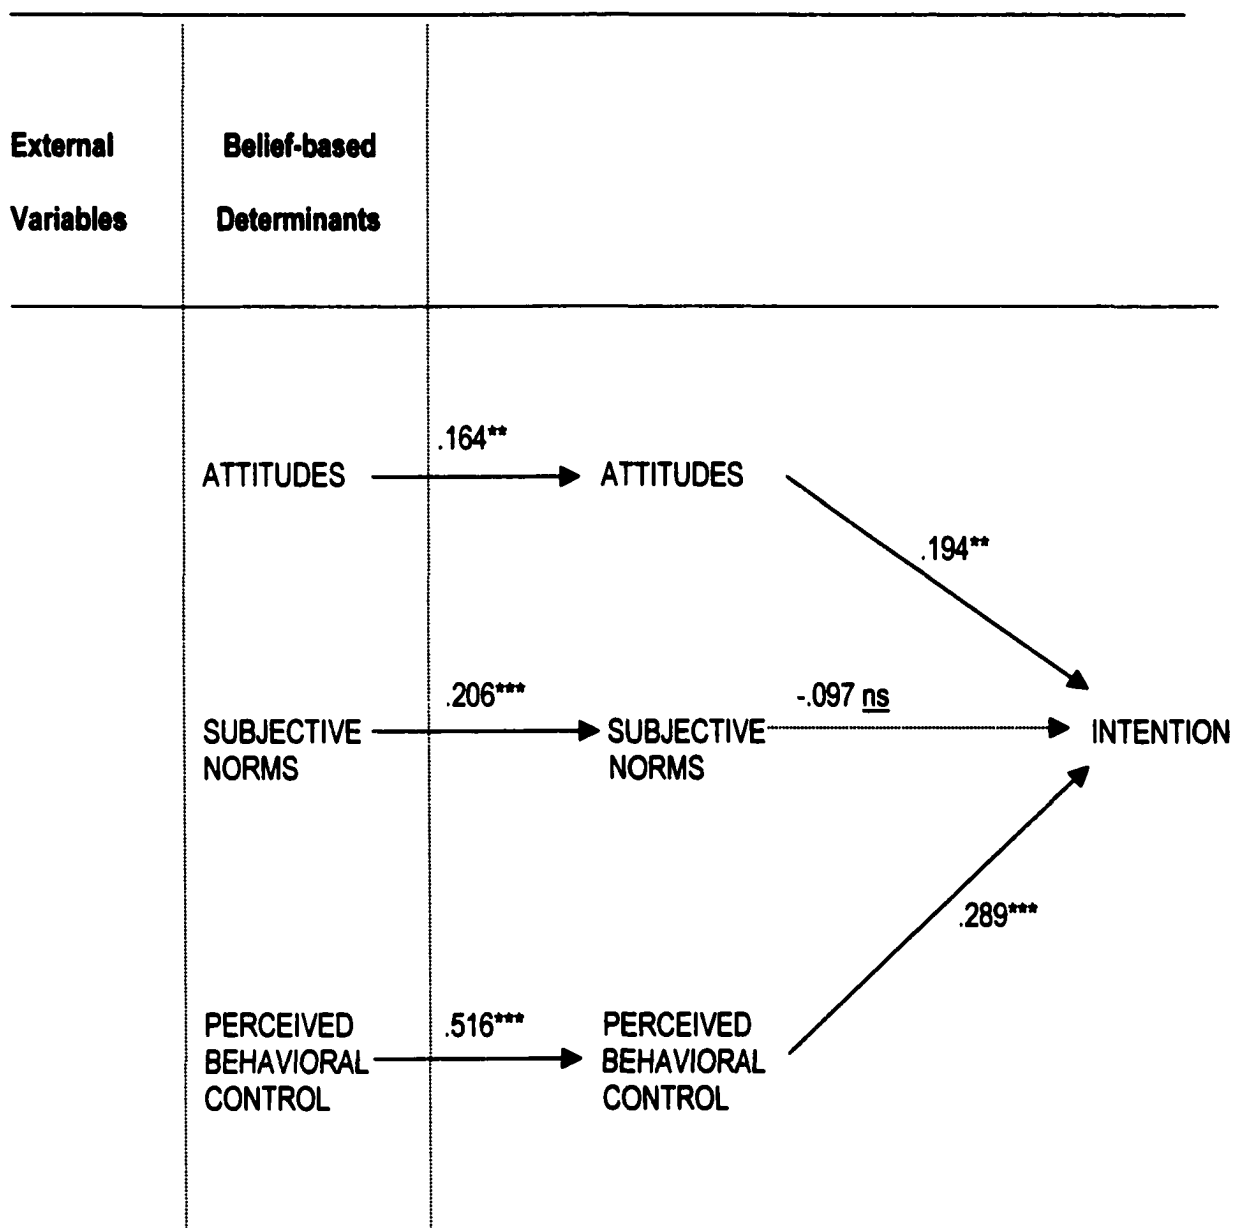 External
Variables
Belief-based
Determinants
.164**
ATTITUDES
ATTITUDES
.194**
.206***
-.097 ns
SUBJECTIVE
NORMS
SUBJECTIVE
NORMS
INTENTION
.289***
PERCEIVED
BEHAVIORAL
CONTROL
.516***
PERCEIVED
BEHAVIORAL
CONTROL